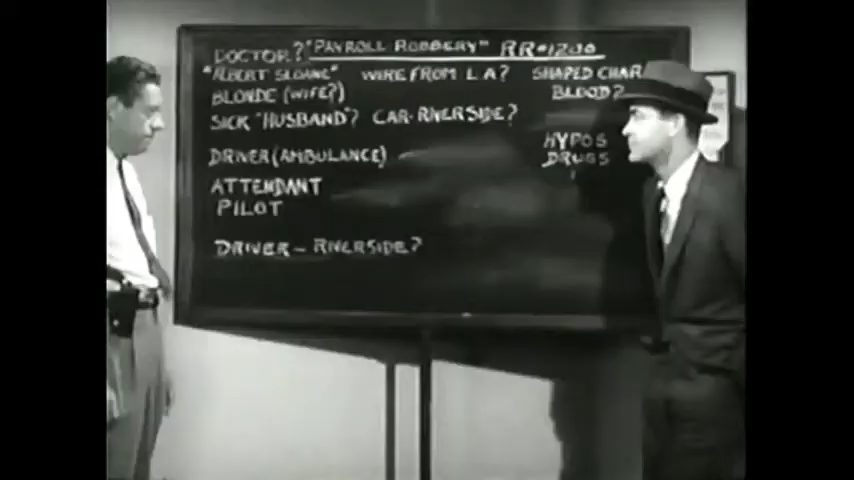 DOCTOR? "PAYROLL ROBBERY" RR#1200
"ALBERT SLOANE" WIRE FROM L A? SHAPED CHAR
BLONDE (WIFE?) BLOOD?
SICK "HUSBAND"? CAR-RIVERSIDE?
HYPOS
DRIVER (AMBULANCE) DRUGS
ATTENDANT
PILOT
DRIVER - RIVERSIDE?